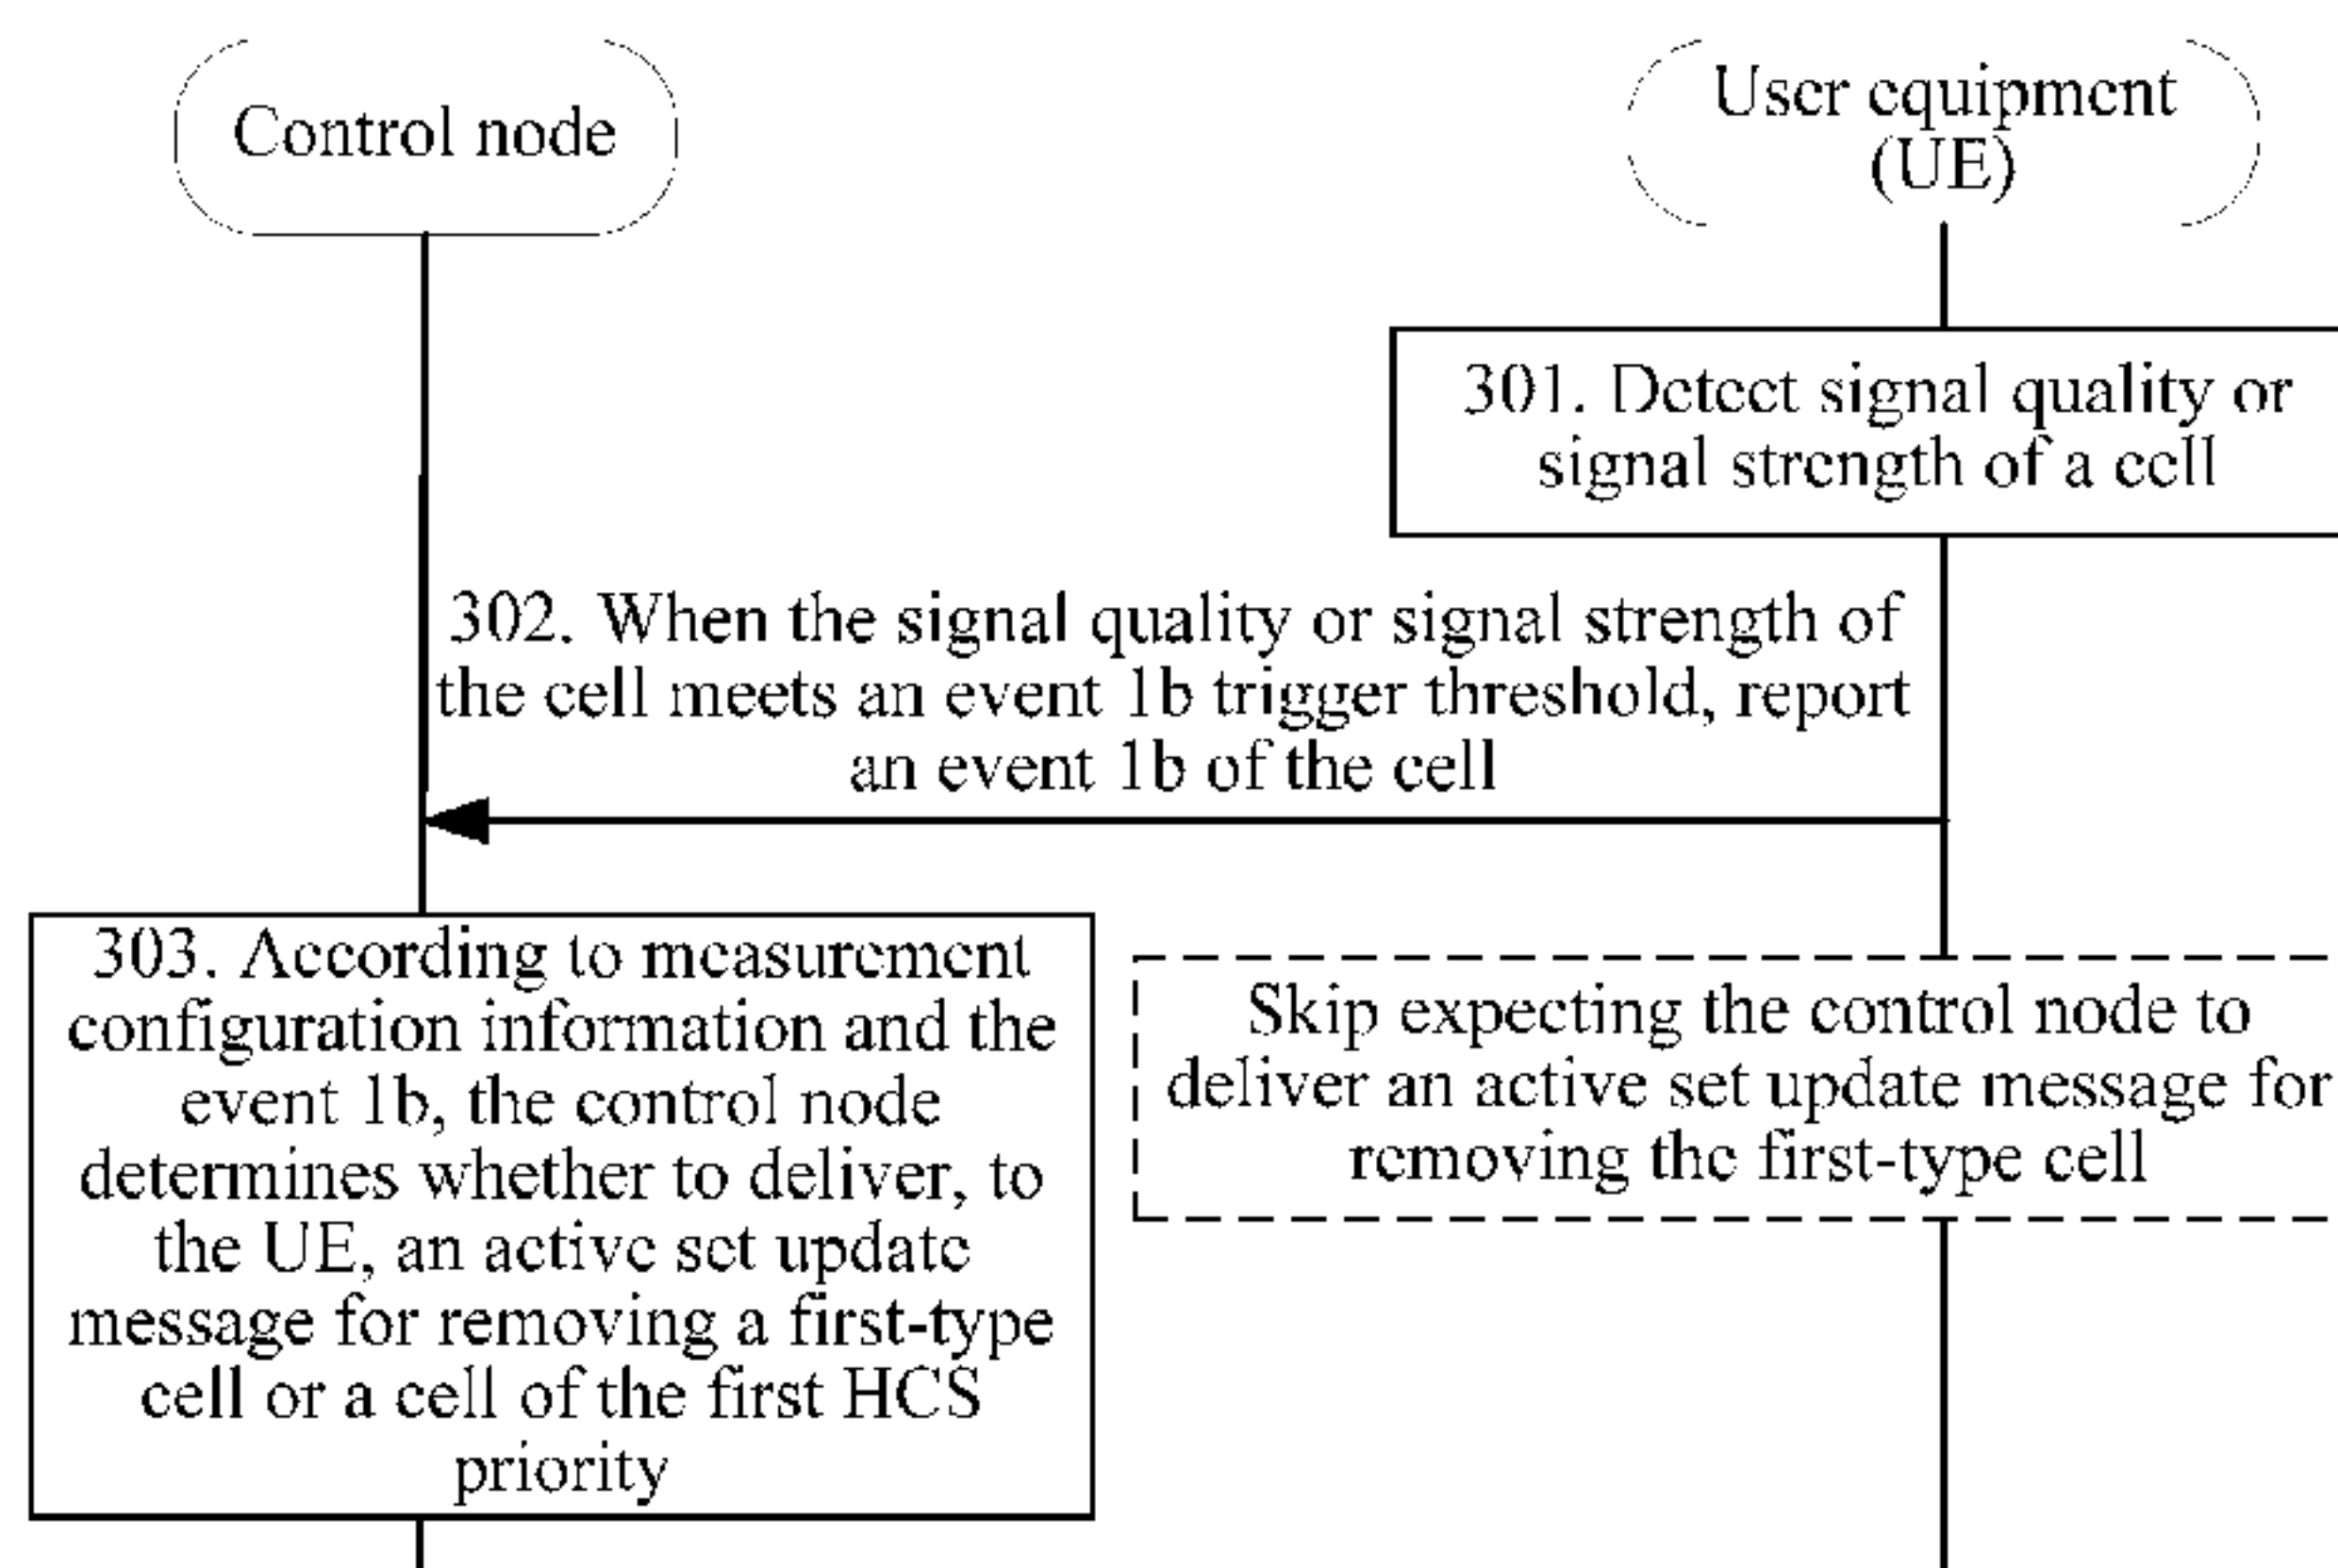 Control node
User equipment
(UE)
301. Detect signal quality or
signal strength of a cell
302. When the signal quality or signal strength of
the cell meets an event 1b trigger threshold, report
an event 1b of the cell
303. According to measurement
configuration information and the
event 1b, the control node
determines whether to deliver, to
the UE, an active set update
message for removing a first-type
cell or a cell of the first HCS
priority
Skip expecting the control node to
deliver an active set update message for
removing the first-type cell